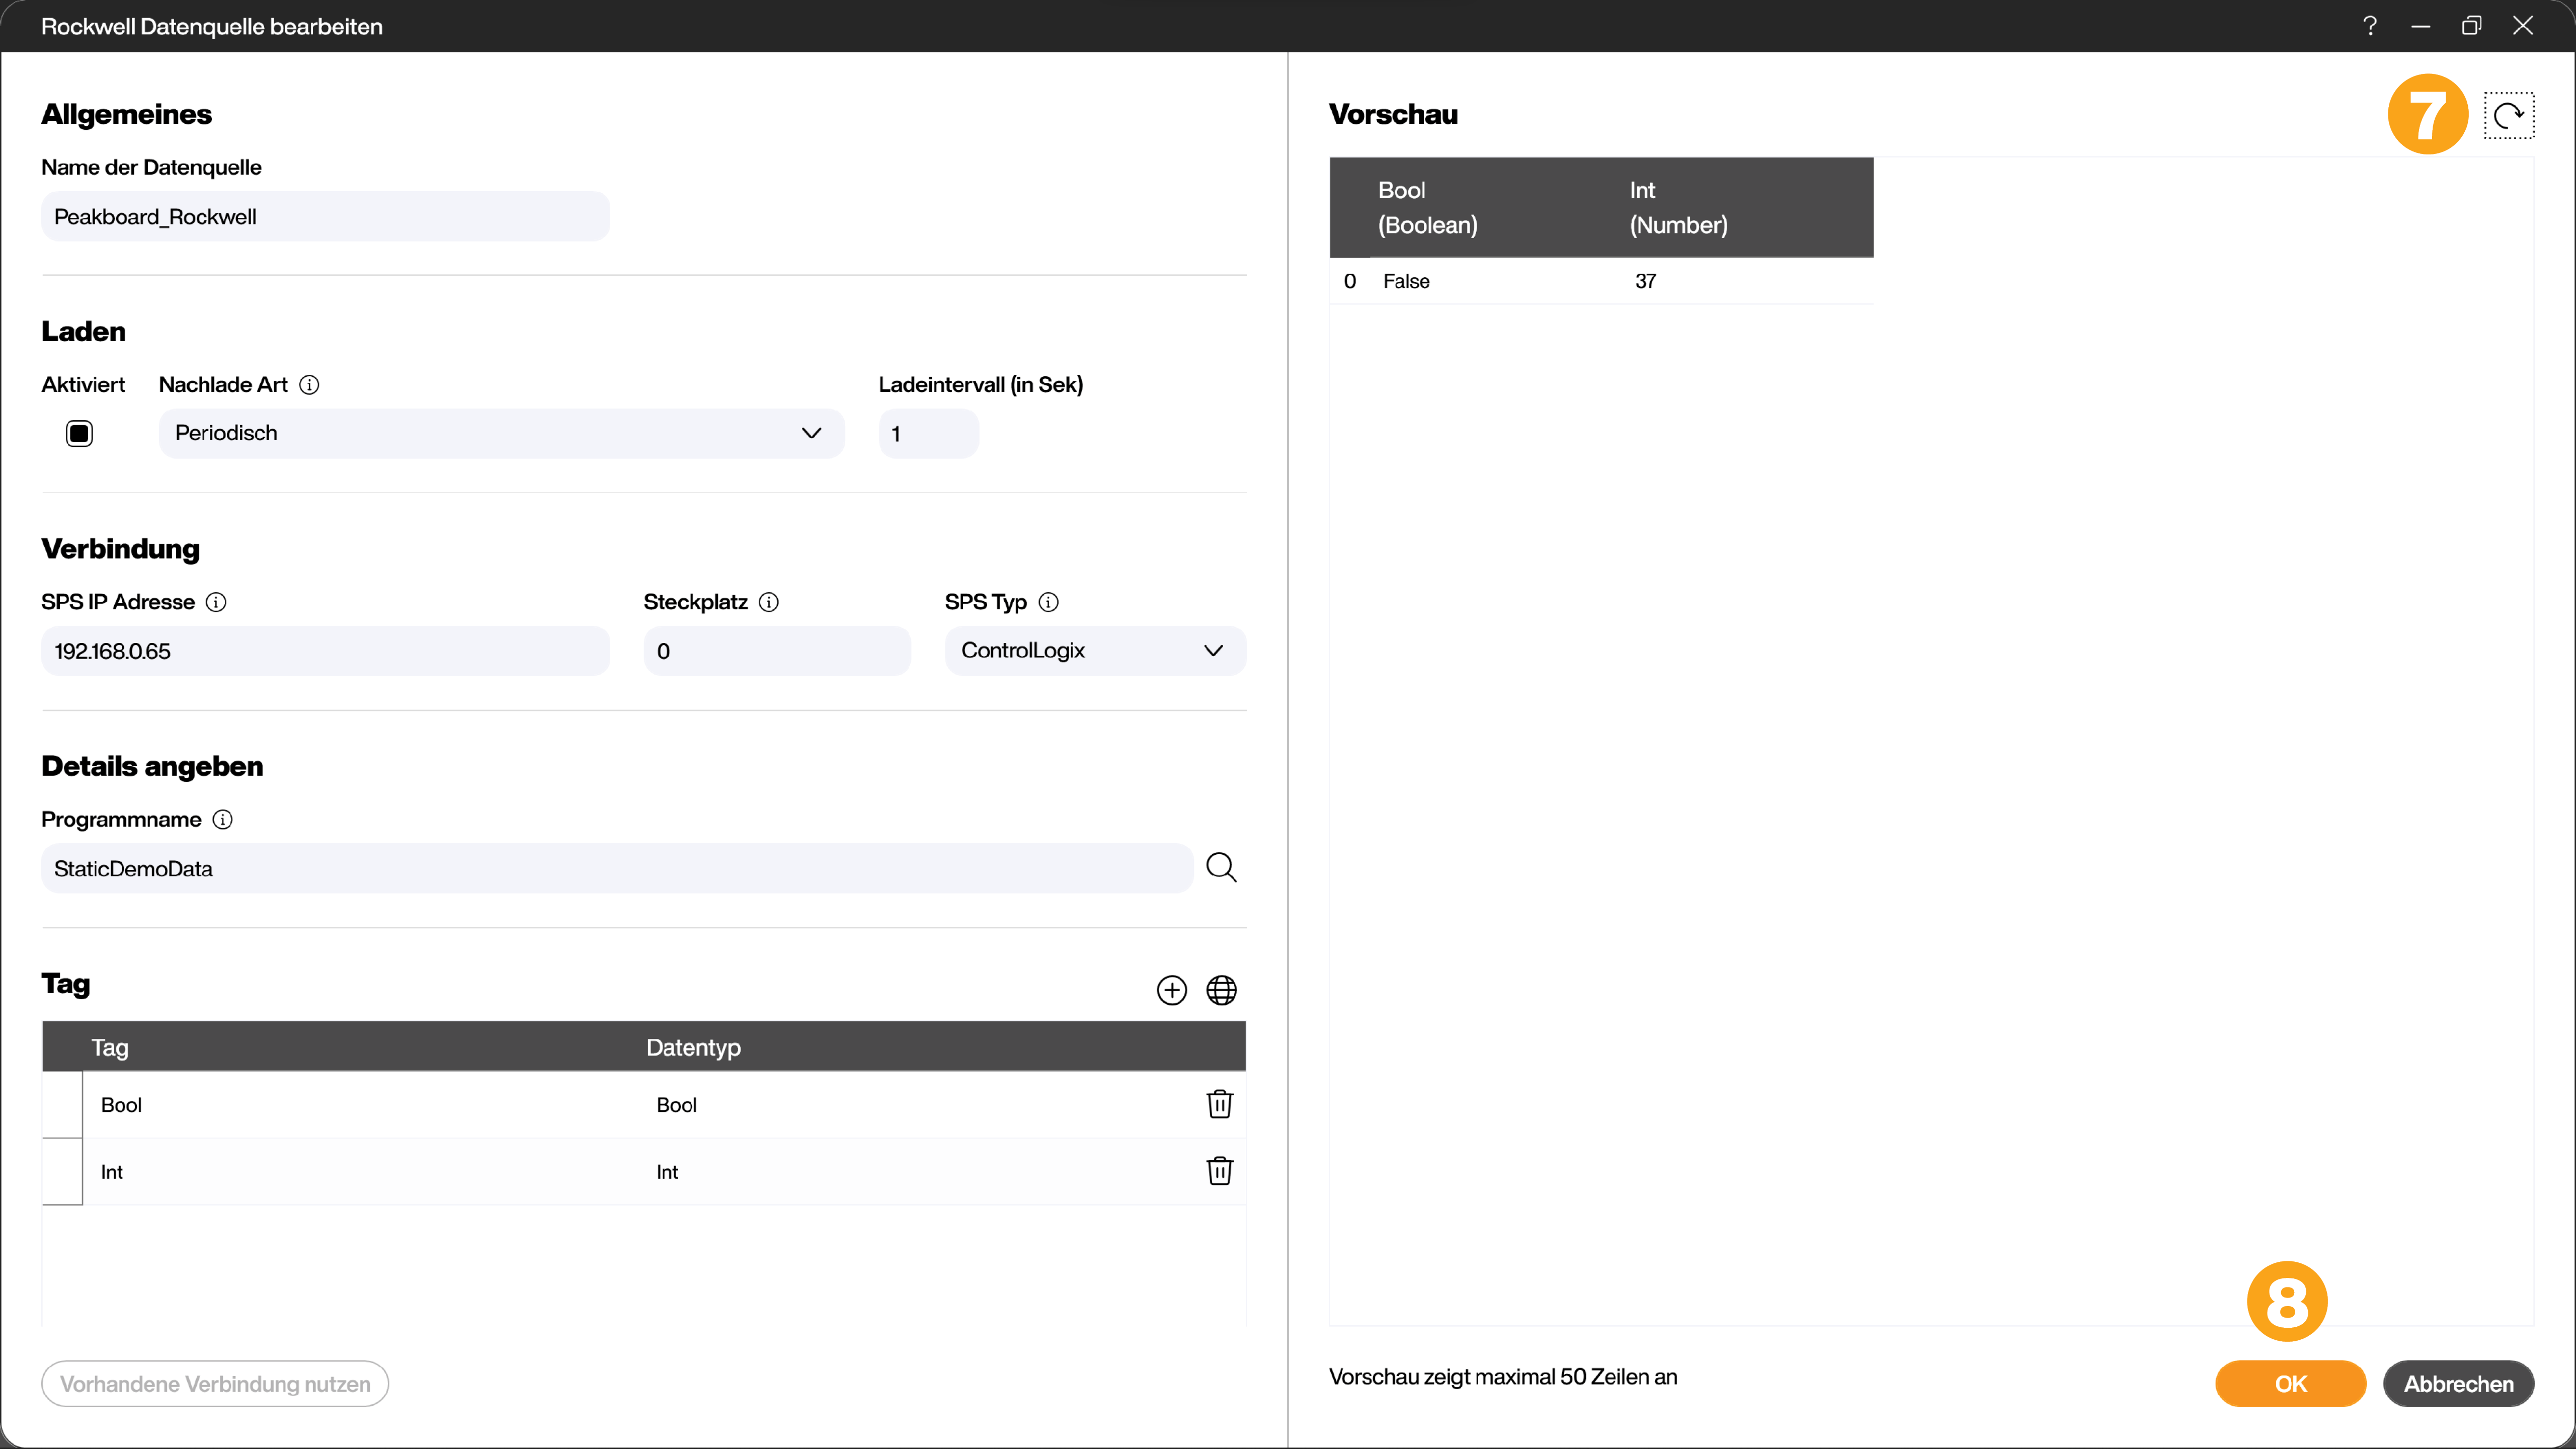 Rockwell Datenquelle bearbeiten
Allgemeines
Name der Datenquelle
Peakboard_Rockwell
Laden
Aktiviert Nachlade Art Ladeintervall (in Sek)
Periodisch 1
Verbindung
SPS IP Adresse Steckplatz SPS Typ
192.168.0.65 0 ControlLogix
Details angeben
Programmname
StaticDemoData
Tag
Tag Datentyp
Bool Bool
Int Int
Vorhandene Verbindung nutzen
Vorschau
7
Bool Int
(Boolean) (Number)
0 False 37
8
Vorschau zeigt maximal 50 Zeilen an
OK Abbrechen